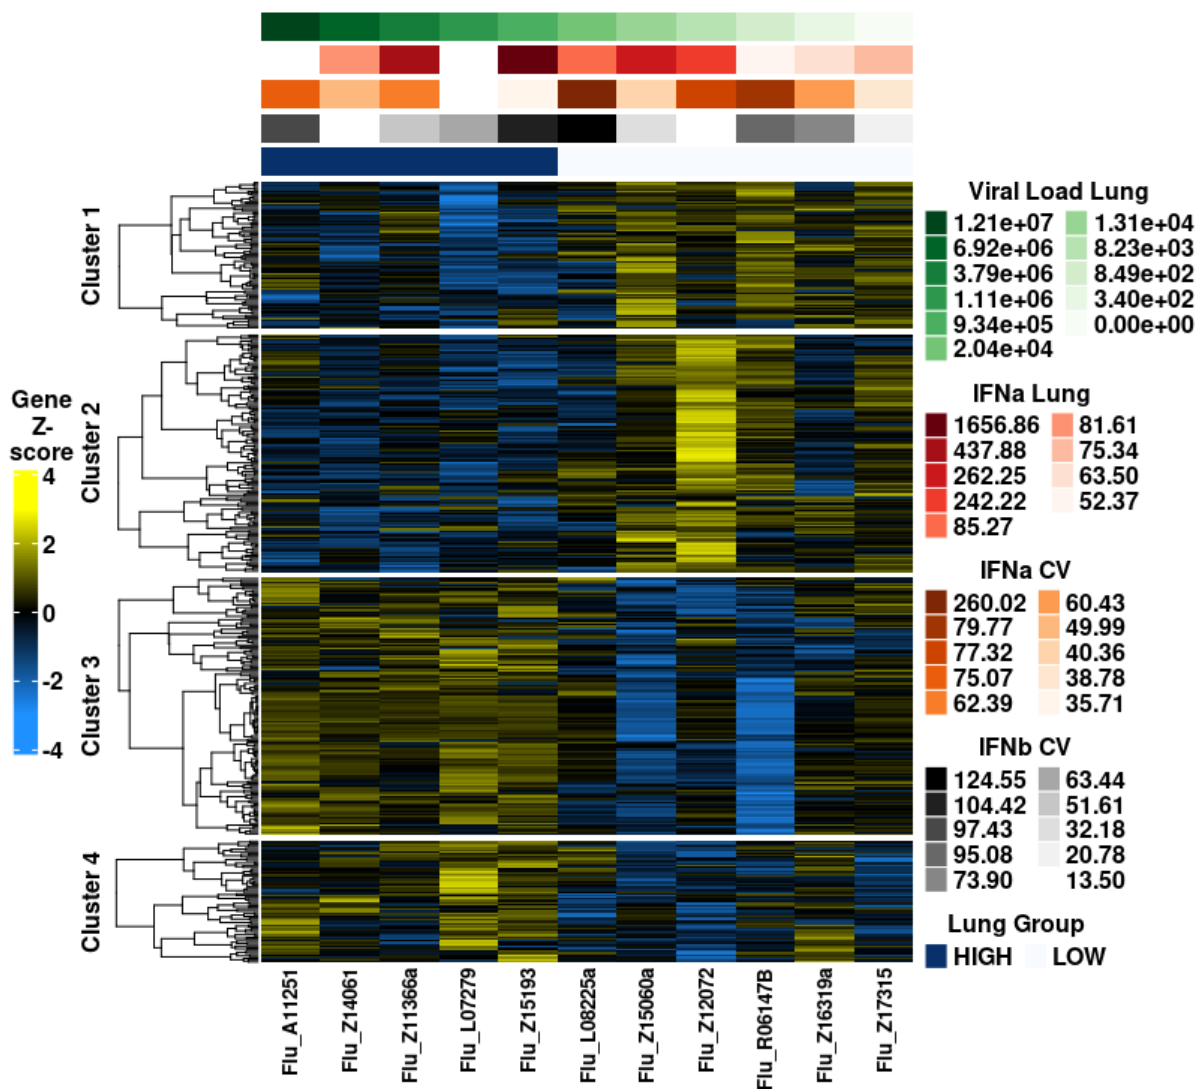 Cluster 1
Cluster 2
Cluster 3
Cluster 4
Gene
Z-
score
4
2
0
-2
-4
Viral Load Lung
1.21e+07 1.31e+04
6.92e+06 8.23e+03
3.79e+06 8.49e+02
1.11e+06 3.40e+02
9.34e+05 0.00e+00
2.04e+04
IFNa Lung
1656.86 81.61
437.88 75.34
262.25 63.50
242.22 52.37
85.27
IFNa CV
260.02 60.43
79.77 49.99
77.32 40.36
75.07 38.78
62.39 35.71
IFNb CV
124.55 63.44
104.42 51.61
97.43 32.18
95.08 20.78
73.90 13.50
Lung Group
HIGH LOW
Flu_A11251
Flu_Z14061
Flu_Z11366a
Flu_L07279
Flu_Z15193
Flu_L08225a
Flu_Z15060a
Flu_Z12072
Flu_R06147B
Flu_Z16319a
Flu_Z17315